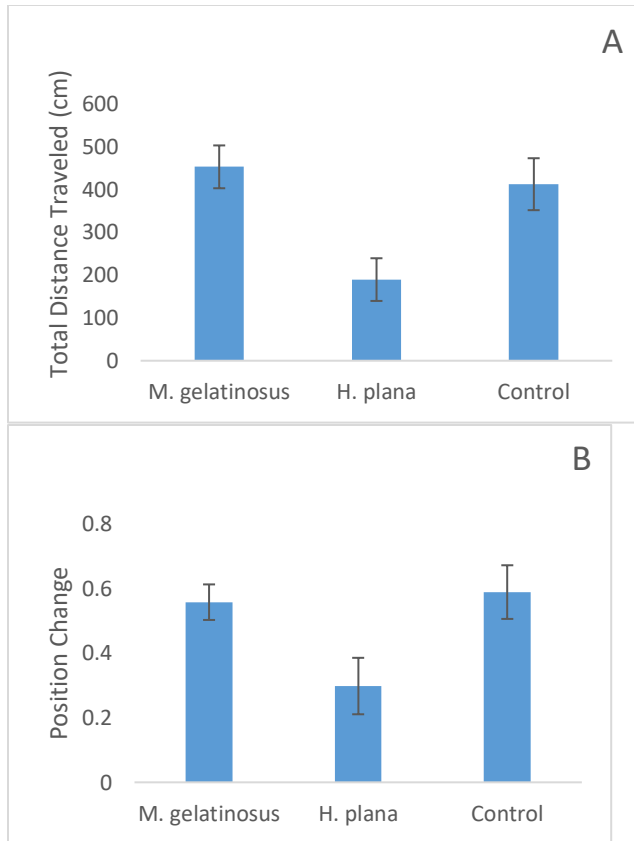 A
Total Distance Traveled (cm)
600
500
400
300
200
100
0
M. gelatinosus H. plana Control
B
Position Change
0.8
0.6
0.4
0.2
0
M. gelatinosus H. plana Control